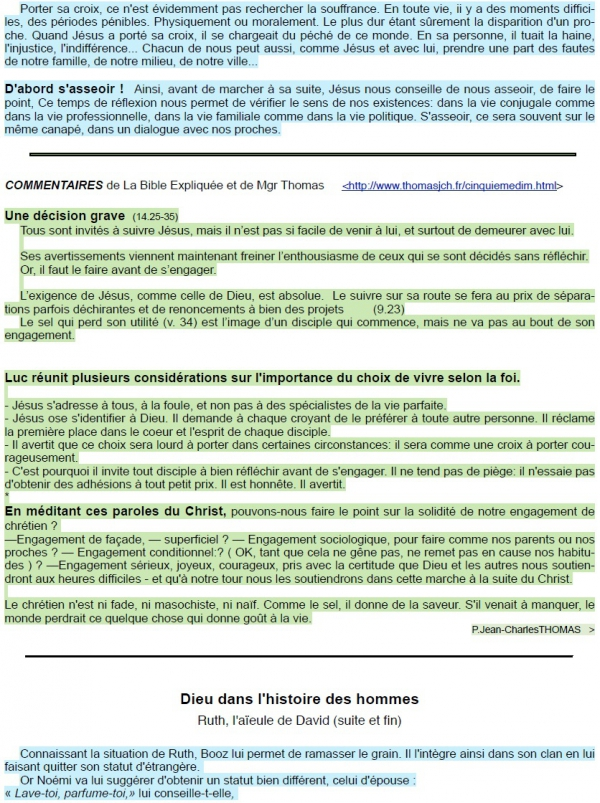 Porter sa croix, ce n'est évidemment pas rechercher la souffrance. En toute vie, ii y a des moments diffici-
les, des périodes pénibles. Physiquement ou moralement. Le plus dur étant sûrement la disparition d'un pro-
che. Quand Jésus a porté sa croix, il se chargeait du péché de ce monde. En sa personne, il tuait la haine,
l'injustice, l'indifférence... Chacun de nous peut aussi, comme Jésus et avec lui, prendre une part des fautes
de notre famille, de notre milieu, de notre ville...
D'abord s'asseoir ! Ainsi, avant de marcher à sa suite, Jésus nous conseille de nous asseoir, de faire le
point, Ce temps de réflexion nous permet de vérifier le sens de nos existences: dans la vie conjugale comme
dans la vie professionnelle, dans la vie familiale comme dans la vie politique. S'asseoir, ce sera souvent sur le
même canapé, dans un dialogue avec nos proches.
COMMENTAIRES de La Bible Expliquée et de Mgr Thomas <http://www.thomasjch.fr/cinquiemedim.html>
Une décision grave (14.25-35)
Tous sont invités à suivre Jésus, mais il n'est pas si facile de venir à lui, et surtout de demeurer avec lui.
Ses avertissements viennent maintenant freiner l'enthousiasme de ceux qui se sont décidés sans réfléchir.
Or, il faut le faire avant de s'engager.
L'exigence de Jésus, comme celle de Dieu, est absolue. Le suivre sur sa route se fera au prix de sépara-
tions parfois déchirantes et de renoncements à bien des projets (9.23)
Le sel qui perd son utilité (v. 34) est l'image d'un disciple qui commence, mais ne va pas au bout de son
engagement.
Luc réunit plusieurs considérations sur l'importance du choix de vivre selon la foi.
- Jésus s'adresse à tous, à la foule, et non pas à des spécialistes de la vie parfaite.
- Jésus ose s'identifier à Dieu. Il demande à chaque croyant de le préférer à toute autre personne. Il réclame
la première place dans le coeur et l'esprit de chaque disciple.
- Il avertit que ce choix sera lourd à porter dans certaines circonstances: il sera comme une croix à porter cou-
rageusement.
- C'est pourquoi il invite tout disciple à bien réfléchir avant de s'engager. Il ne tend pas de piège: il n'essaie pas
d'obtenir des adhésions à tout petit prix. Il est honnête. Il avertit.
*
En méditant ces paroles du Christ, pouvons-nous faire le point sur la solidité de notre engagement de
chrétien ?
—Engagement de façade, — superficiel ? — Engagement sociologique, pour faire comme nos parents ou nos
proches ? — Engagement conditionnel:? ( OK, tant que cela ne gêne pas, ne remet pas en cause nos habitu-
des ) ? —Engagement sérieux, joyeux, courageux, pris avec la certitude que Dieu et les autres nous soutien-
dront aux heures difficiles - et qu'à notre tour nous les soutiendrons dans cette marche à la suite du Christ.
Le chrétien n'est ni fade, ni masochiste, ni naïf. Comme le sel, il donne de la saveur. S'il venait à manquer, le
monde perdrait ce quelque chose qui donne goût à la vie.
P.Jean-CharlesTHOMAS >
Dieu dans l'histoire des hommes
Ruth, l'aïeule de David (suite et fin)
Connaissant la situation de Ruth, Booz lui permet de ramasser le grain. Il l'intègre ainsi dans son clan en lui
faisant quitter son statut d'étrangère.
Or Noémi va lui suggérer d'obtenir un statut bien différent, celui d'épouse :
« Lave-toi, parfume-toi,» lui conseille-t-elle,